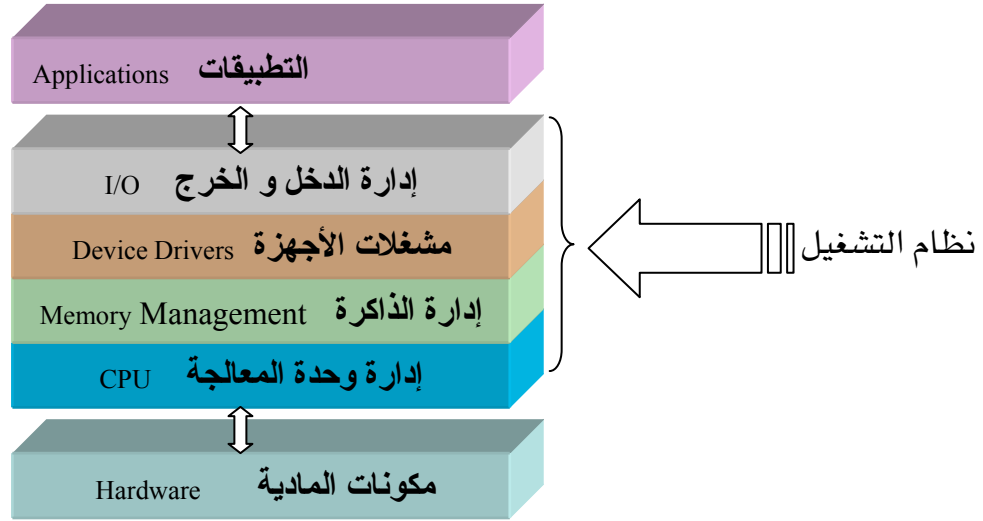 التطبيقات Applications
إدارة الدخل و الخرج I/O
مشغلات الأجهزة Device Drivers
إدارة الذاكرة Memory Management
إدارة وحدة المعالجة CPU
مكونات المادية Hardware
نظام التشغيل